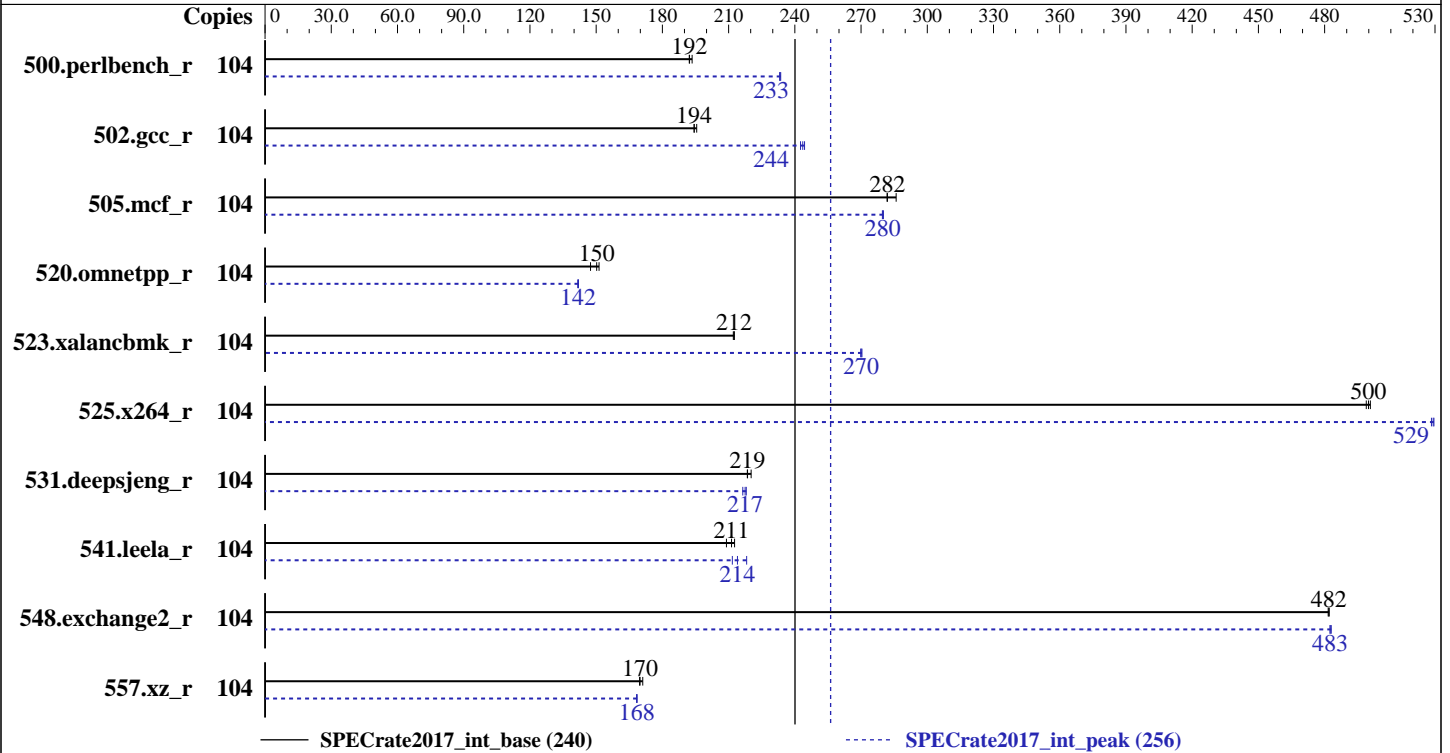 Copies 0 30.0 60.0 90.0 120 150 180 210 240 270 300 330 360 390 420 450 480 530
192
500.perlbench_r 104
233
194
502.gcc_r 104
244
282
505.mcf_r 104
280
150
520.omnetpp_r 104
142
212
523.xalancbmk_r 104
270
500
525.x264_r 104
529
219
531.deepsjeng_r 104
217
211
541.leela_r 104
214
482
548.exchange2_r 104
483
170
557.xz_r 104
168
SPECrate2017_int_base (240) SPECrate2017_int_peak (256)